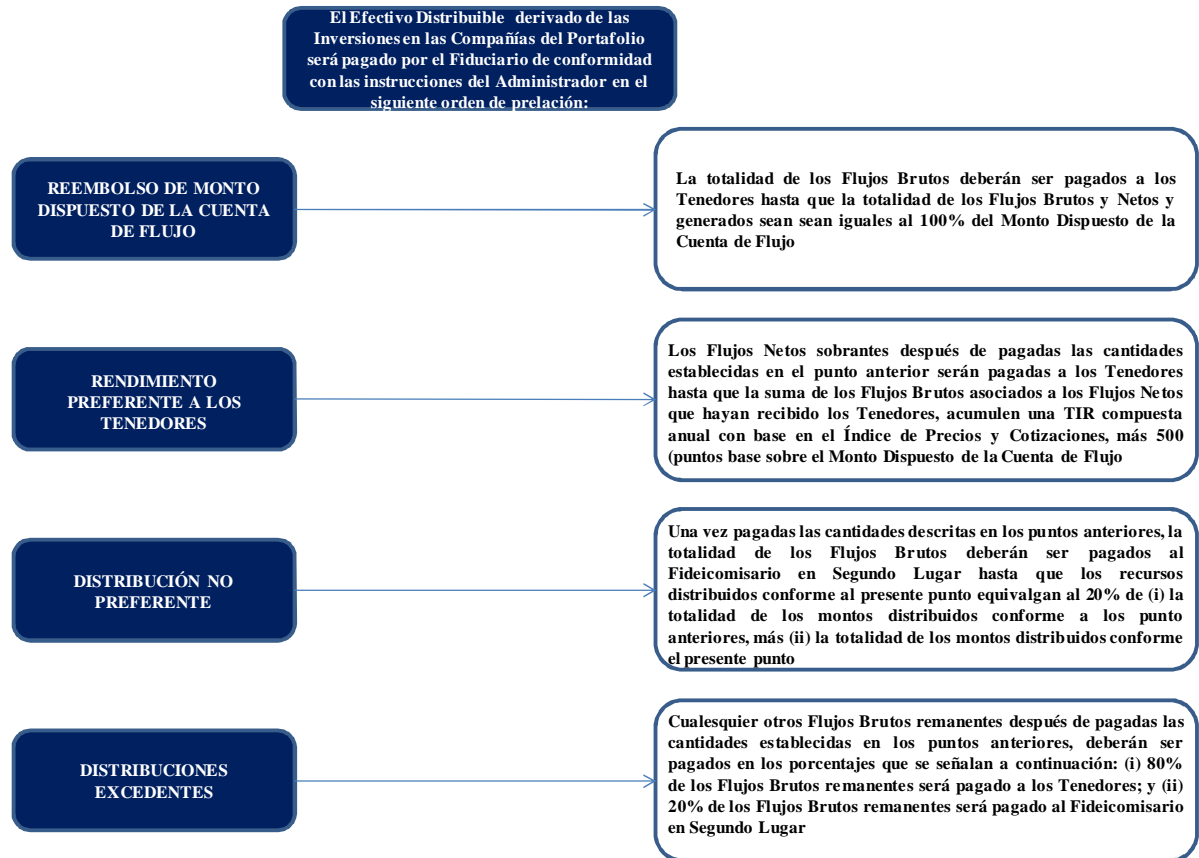 El Efectivo Distribuible derivado de las
Inversiones en las Compañías del Portafolio
será pagado por el Fiduciario de conformidad
con las instrucciones del Administrador en el
siguiente orden de prelación:
REEMBOLSO DE MONTO
DISPUESTO DE LA CUENTA
DE FLUJO
La totalidad de los Flujos Brutos deberán ser pagados a los
Tenedores hasta que la totalidad de los Flujos Brutos y Netos y
generados sean sean iguales al 100% del Monto Dispuesto de la
Cuenta de Flujo
RENDIMIENTO
PREFERENTE A LOS
TENEDORES
Los Flujos Netos sobrantes después de pagadas las cantidades
establecidas en el punto anterior serán pagadas a los Tenedores
hasta que la suma de los Flujos Brutos asociados a los Flujos Netos
que hayan recibido los Tenedores, acumulen una TIR compuesta
anual con base en el Índice de Precios y Cotizaciones, más 500
(puntos base sobre el Monto Dispuesto de la Cuenta de Flujo
DISTRIBUCIÓN NO
PREFERENTE
Una vez pagadas las cantidades descritas en los puntos anteriores, la
totalidad de los Flujos Brutos deberán ser pagados al
Fideicomisario en Segundo Lugar hasta que los recursos
distribuidos conforme al presente punto equivalgan al 20% de (i) la
totalidad de los montos distribuidos conforme a los punto
anteriores, más (ii) la totalidad de los montos distribuidos conforme
el presente punto
DISTRIBUCIONES
EXCEDENTES
Cualesquier otros Flujos Brutos remanentes después de pagadas las
cantidades establecidas en los puntos anteriores, deberán ser
pagados en los porcentajes que se señalan a continuación: (i) 80%
de los Flujos Brutos remanentes será pagado a los Tenedores; y (ii)
20% de los Flujos Brutos remanentes será pagado al Fideicomisario
en Segundo Lugar